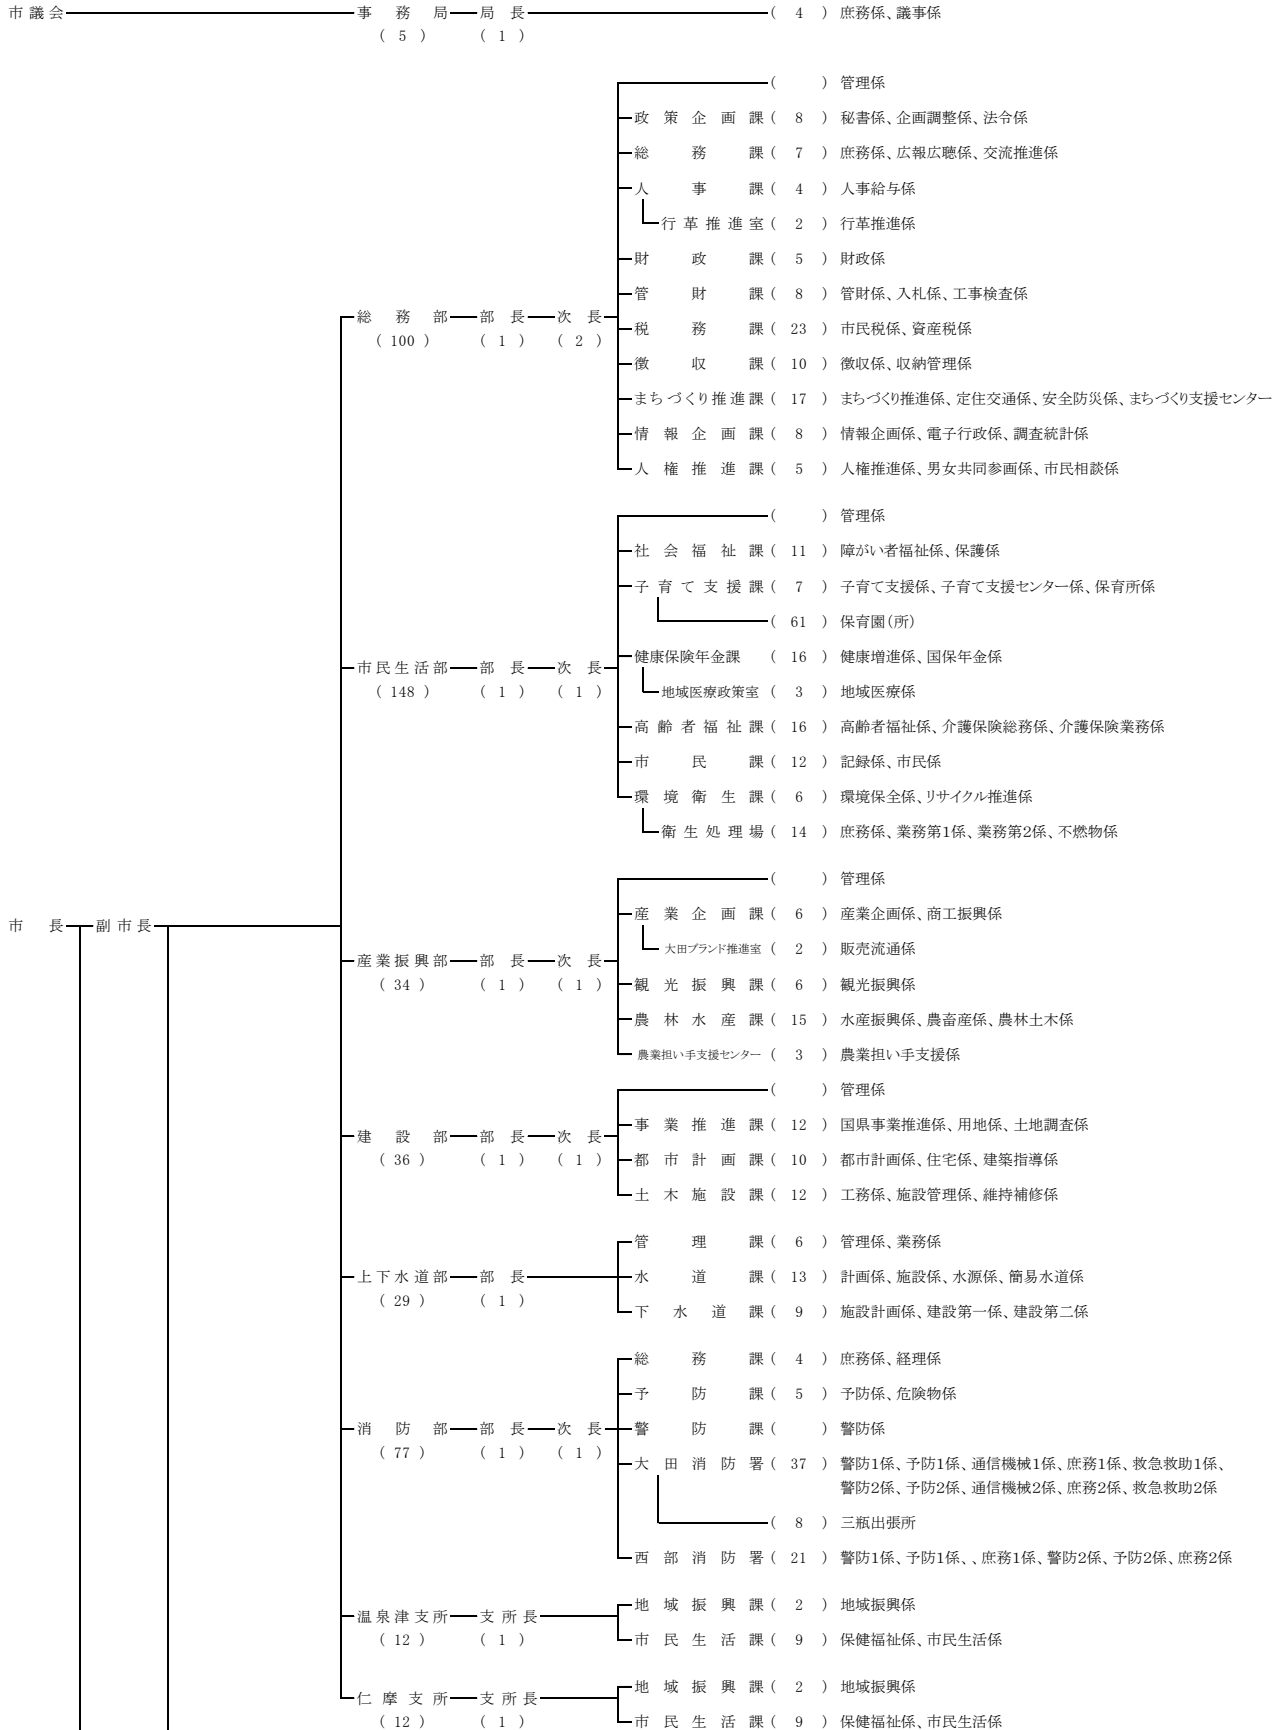 市議会 事務局 局長 ( 4 ) 庶務係、議事係
( 5 ) ( 1 )
( ) 管理係
政策企画課 ( 8 ) 秘書係、企画調整係、法令係
総務課 ( 7 ) 庶務係、広報広聴係、交流推進係
人事課 ( 4 ) 人事給与係
行革推進室 ( 2 ) 行革推進係
財政課 ( 5 ) 財政係
管財課 ( 8 ) 管財係、入札係、工事検査係
総務部 部長 次長
( 100 ) ( 1 ) ( 2 )
税務課 ( 23 ) 市民税係、資産税係
徴収課 ( 10 ) 徴収係、収納管理係
まちづくり推進課 ( 17 ) まちづくり推進係、定住交通係、安全防災係、まちづくり支援センター
情報企画課 ( 8 ) 情報企画係、電子行政係、調査統計係
人権推進課 ( 5 ) 人権推進係、男女共同参画係、市民相談係
( ) 管理係
社会福祉課 ( 11 ) 障がい者福祉係、保護係
子育て支援課 ( 7 ) 子育て支援係、子育て支援センター係、保育所係
( 61 ) 保育園(所)
健康保険年金課 ( 16 ) 健康増進係、国保年金係
市民生活部 部長 次長
( 148 ) ( 1 ) ( 1 )
地域医療政策室 ( 3 ) 地域医療係
高齢者福祉課 ( 16 ) 高齢者福祉係、介護保険総務係、介護保険業務係
市民課 ( 12 ) 記録係、市民係
環境衛生課 ( 6 ) 環境保全係、リサイクル推進係
衛生処理場 ( 14 ) 庶務係、業務第1係、業務第2係、不燃物係
( ) 管理係
産業企画課 ( 6 ) 産業企画係、商工振興係
市長 副市長
大田ブランド推進室 ( 2 ) 販売流通係
産業振興部 部長 次長
( 34 ) ( 1 ) ( 1 )
観光振興課 ( 6 ) 観光振興係
農林水産課 ( 15 ) 水産振興係、農畜産係、農林土木係
農業担い手支援センター ( 3 ) 農業担い手支援係
( ) 管理係
事業推進課 ( 12 ) 国県事業推進係、用地係、土地調査係
建設部 部長 次長
( 36 ) ( 1 ) ( 1 )
都市計画課 ( 10 ) 都市計画係、住宅係、建築指導係
土木施設課 ( 12 ) 工務係、施設管理係、維持補修係
管理課 ( 6 ) 管理係、業務係
上下水道部 部長 水道課 ( 13 ) 計画係、施設係、水源係、簡易水道係
( 29 ) ( 1 )
下水道課 ( 9 ) 施設計画係、建設第一係、建設第二係
総務課 ( 4 ) 庶務係、経理係
予防課 ( 5 ) 予防係、危険物係
消防部 部長 次長 警防課 ( ) 警防係
( 77 ) ( 1 ) ( 1 )
大田消防署 ( 37 ) 警防1係、予防1係、通信機械1係、庶務1係、救急救助1係、
警防2係、予防2係、通信機械2係、庶務2係、救急救助2係
( 8 ) 三瓶出張所
西部消防署 ( 21 ) 警防1係、予防1係、、庶務1係、警防2係、予防2係、庶務2係
地域振興課 ( 2 ) 地域振興係
温泉津支所 支所長
( 12 ) ( 1 )
市民生活課 ( 9 ) 保健福祉係、市民生活係
地域振興課 ( 2 ) 地域振興係
仁摩支所 支所長
( 12 ) ( 1 )
市民生活課 ( 9 ) 保健福祉係、市民生活係